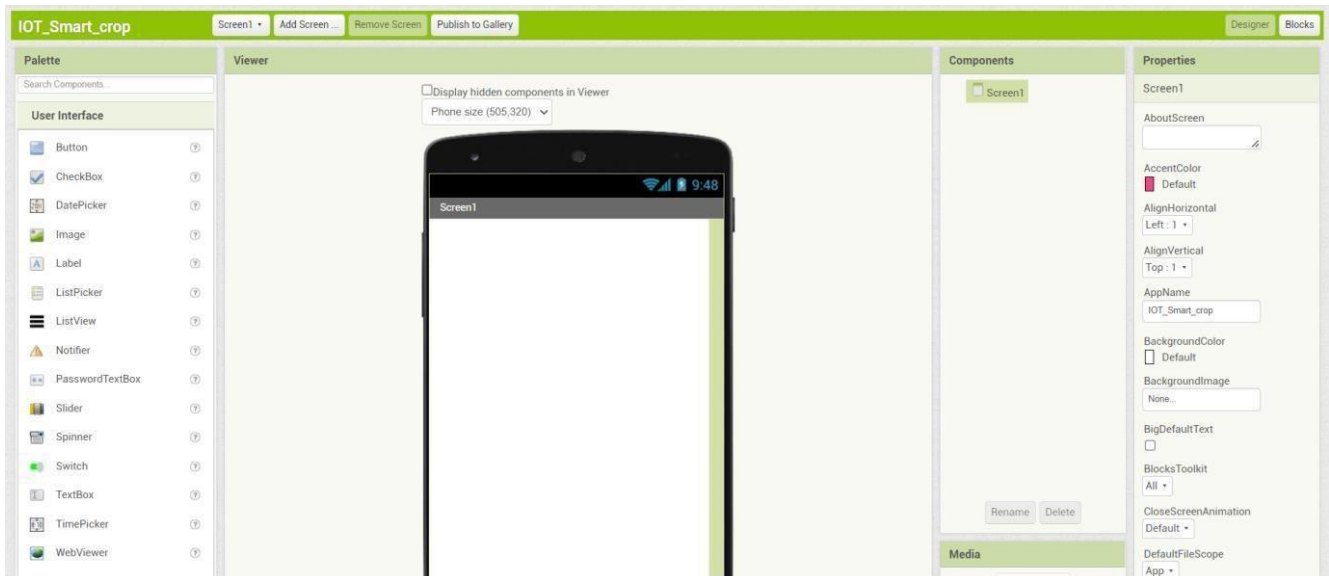 IOT_Smart_crop
Screen1
Add Screen ...
Remove Screen
Publish to Gallery
Designer
Blocks
Palette
Search Components...
User Interface
Button
CheckBox
DatePicker
Image
Label
ListPicker
ListView
Notifier
PasswordTextBox
Slider
Spinner
Switch
TextBox
TimePicker
WebViewer
Viewer
Display hidden components in Viewer
Phone size (505,320)
9:48
Screen1
Components
Screen1
Rename
Delete
Media
Properties
Screen1
AboutScreen
AccentColor
Default
AlignHorizontal
Left : 1
AlignVertical
Top : 1
AppName
IOT_Smart_crop
BackgroundColor
Default
BackgroundImage
None...
BigDefaultText
BlocksToolkit
All
CloseScreenAnimation
Default
DefaultFileScope
App